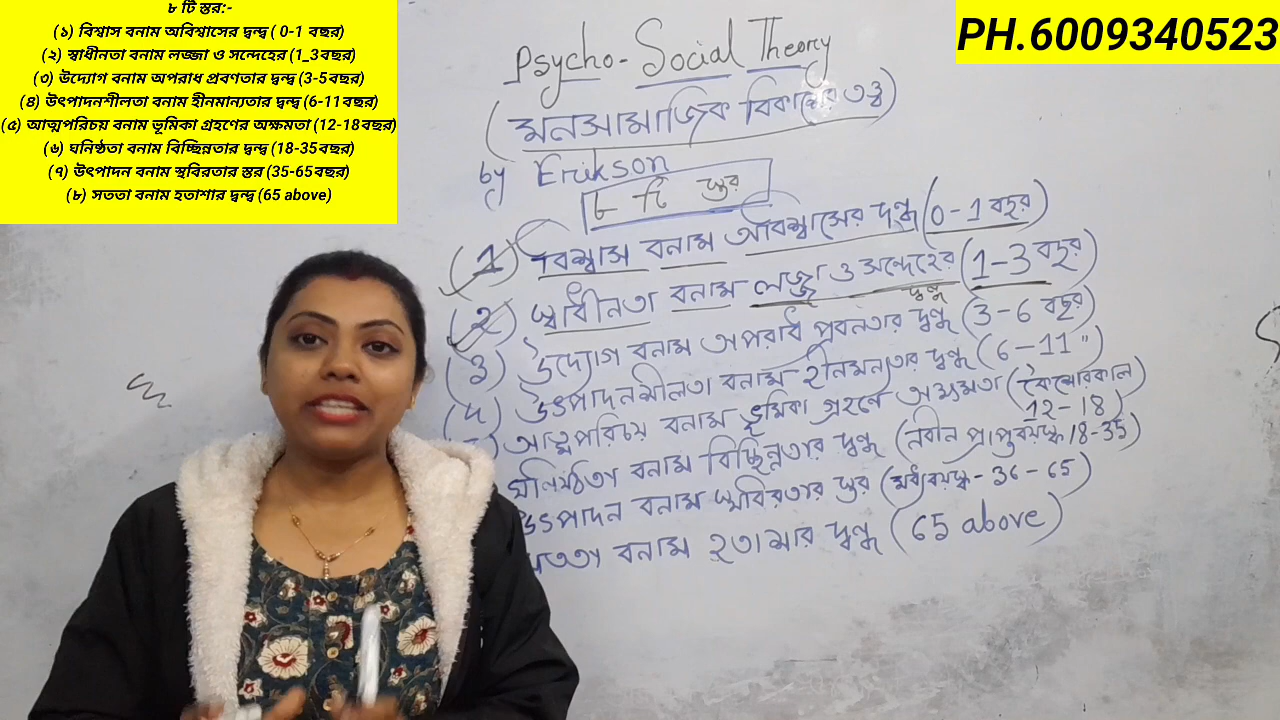 ৮ টি স্তর:-
(১) বিশ্বাস বনাম অবিশ্বাসের দ্বন্দ্ব ( 0-1 বছর)
(২) স্বাধীনতা বনাম লজ্জা ও সন্দেহের (1_3বছর)
(৩) উদ্যোগ বনাম অপরাধ প্রবণতার দ্বন্দ্ব (3-5বছর)
(৪) উৎপাদনশীলতা বনাম হীনমান্যতার দ্বন্দ্ব (6-11বছর)
(৫) আত্মপরিচয় বনাম ভূমিকা গ্রহণের অক্ষমতা (12-18বছর)
(৬) ঘনিষ্ঠতা বনাম বিচ্ছিন্নতার দ্বন্দ্ব (18-35বছর)
(৭) উৎপাদন বনাম স্থবিরতার স্তর (35-65বছর)
(৮) সততা বনাম হতাশার দ্বন্দ্ব (65 above)
PH.6009340523
Psycho-Social Theory
(মনসামাজিক বিকাশের তত্ত্ব)
by Erikson
৮ টি স্তর
(1) বিশ্বাস বনাম অবিশ্বাসের দ্বন্দ্ব (0-1 বছর)
(2) স্বাধীনতা বনাম লজ্জা ও সন্দেহের (1-3 বছর)
দ্বন্দ্ব
(3) উদ্যোগ বনাম অপরাধ প্রবনতার দ্বন্দ্ব (3-6 বছর)
উৎপাদনশীলতা বনাম হীনমন্যতার দ্বন্দ্ব (6-11 ")
আত্মপরিচয় বনাম ভূমিকা গ্রহণে অক্ষমতা (কৈশোরকাল
12-18)
ঘনিষ্ঠতা বনাম বিচ্ছিন্নতার দ্বন্দ্ব (নবীন প্রাপ্তবয়স্ক 18-35)
উৎপাদন বনাম স্থবিরতার স্তর (মধ্যবয়স্ক - 36-65)
সততা বনাম হতাশার দ্বন্দ্ব (65 above)